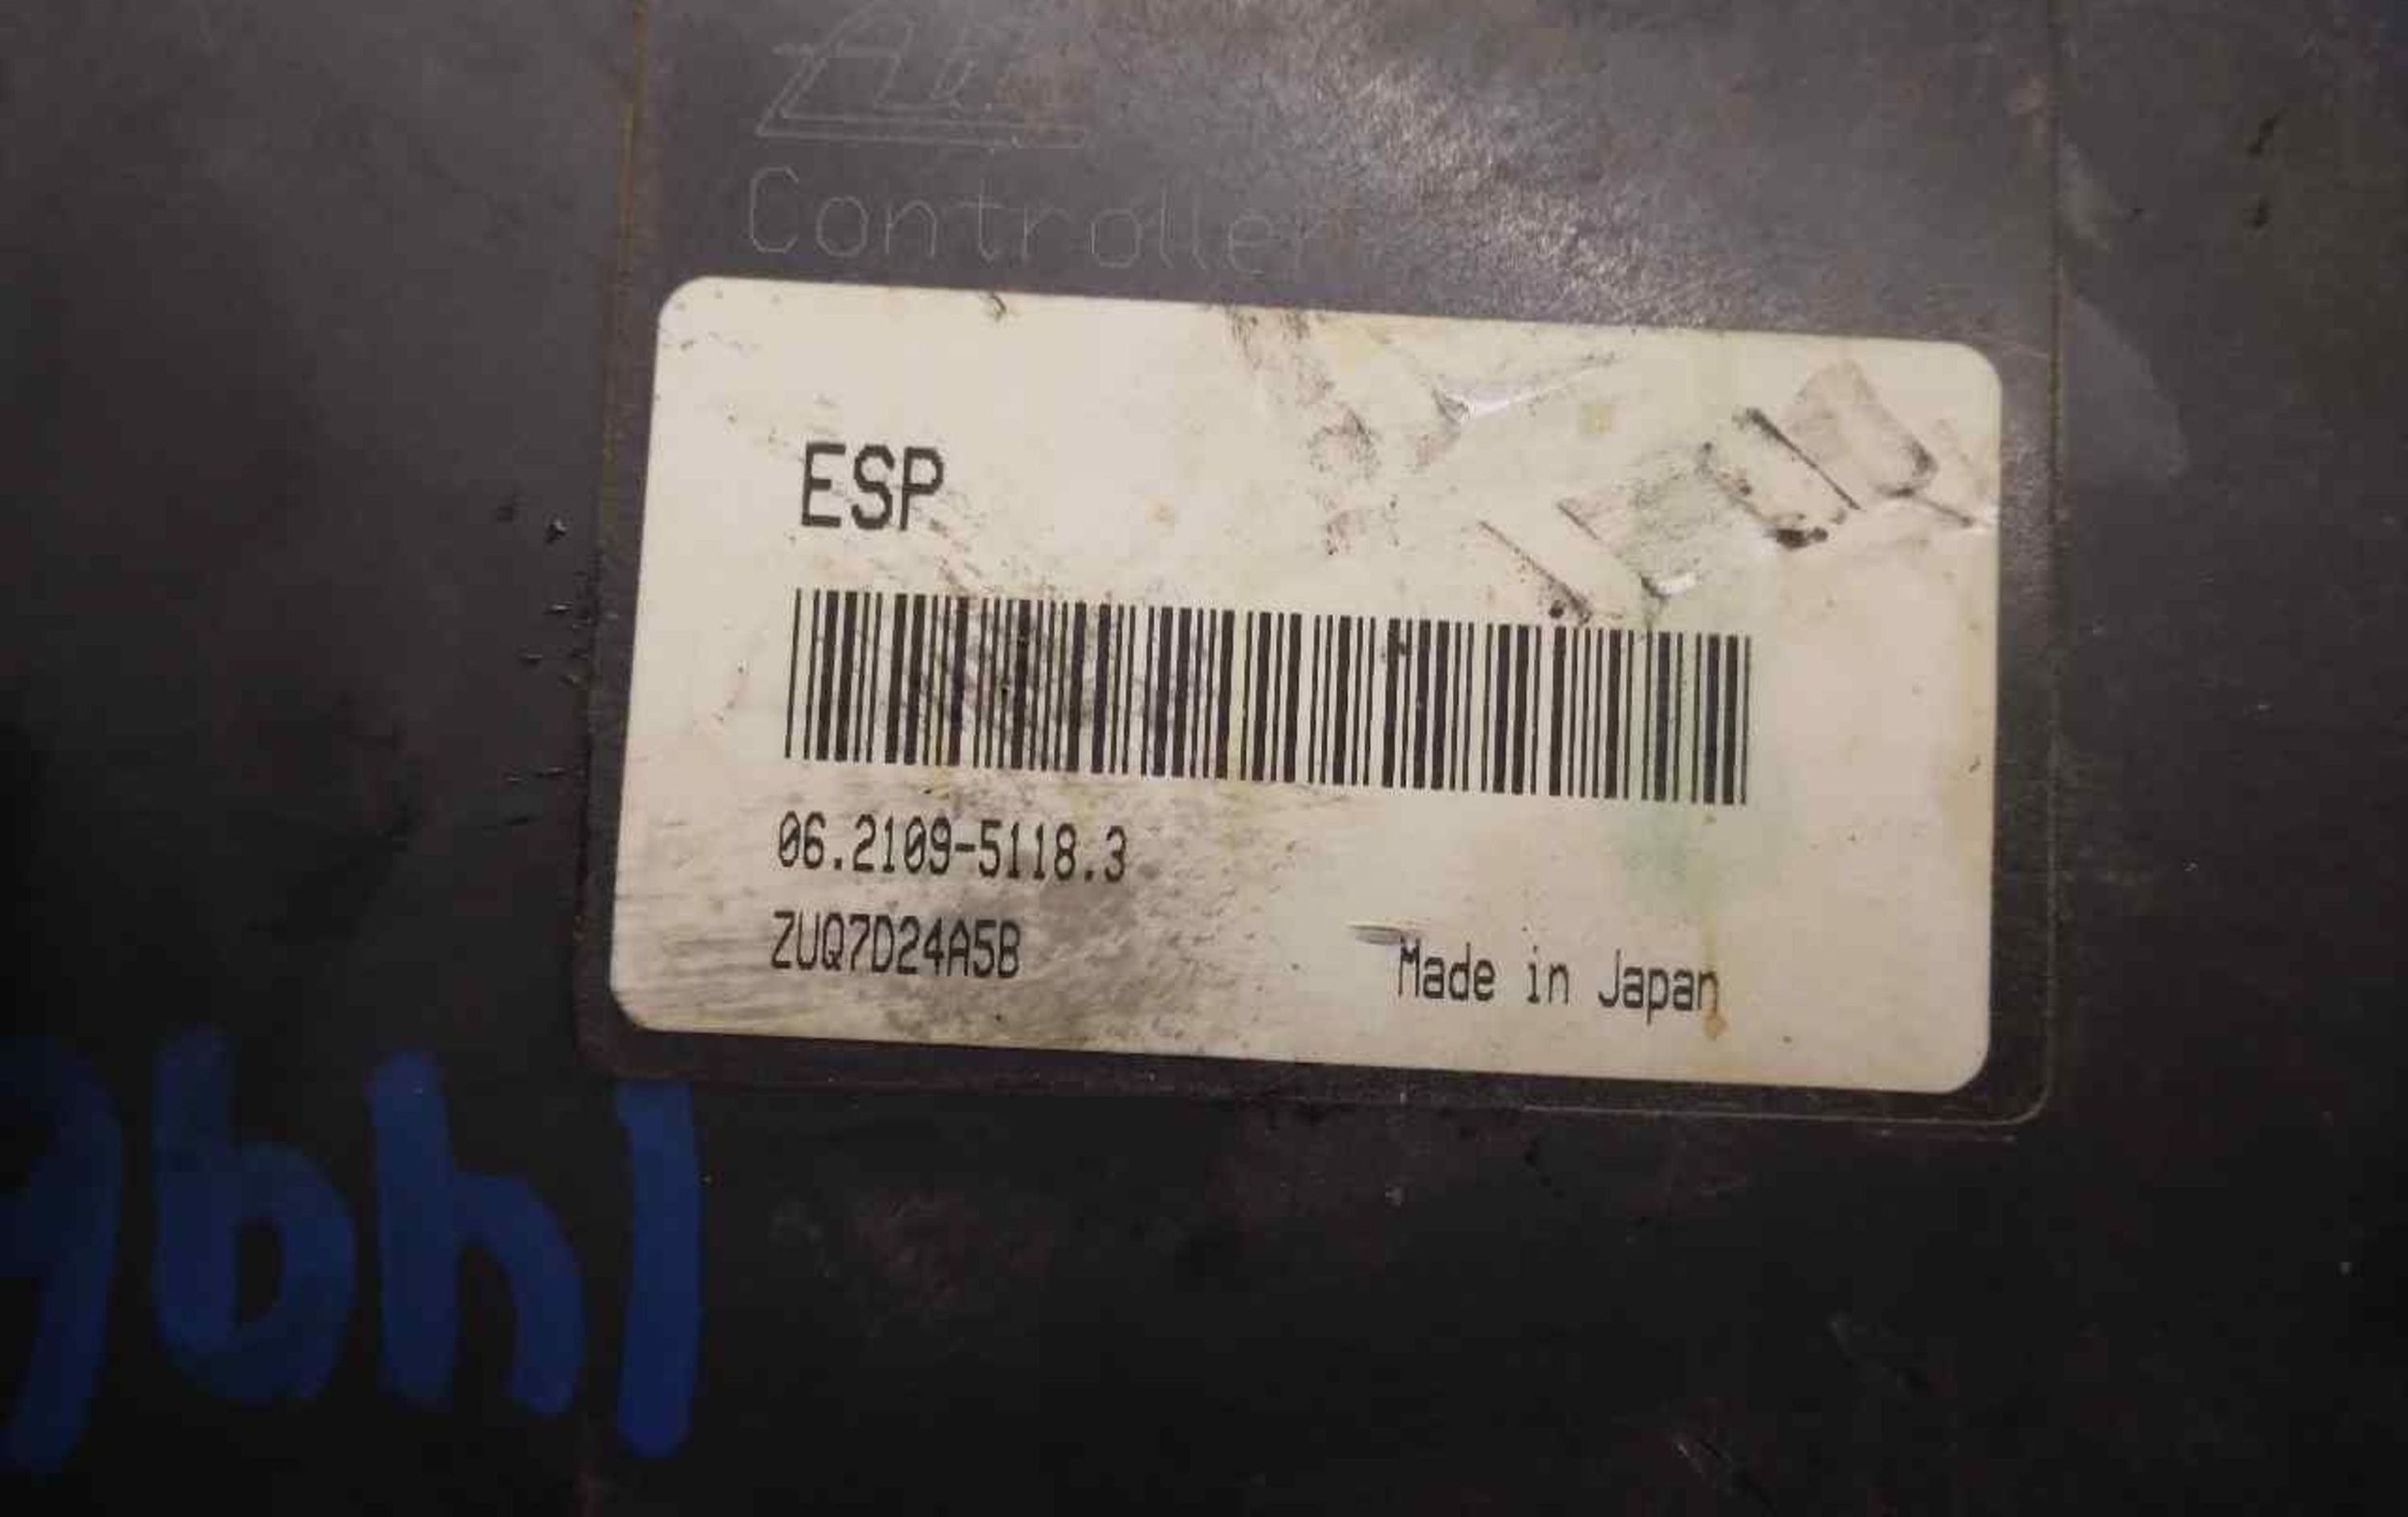 Controller
ESP
06.2109-5118.3
ZUQ7D24A5B
Made in Japan